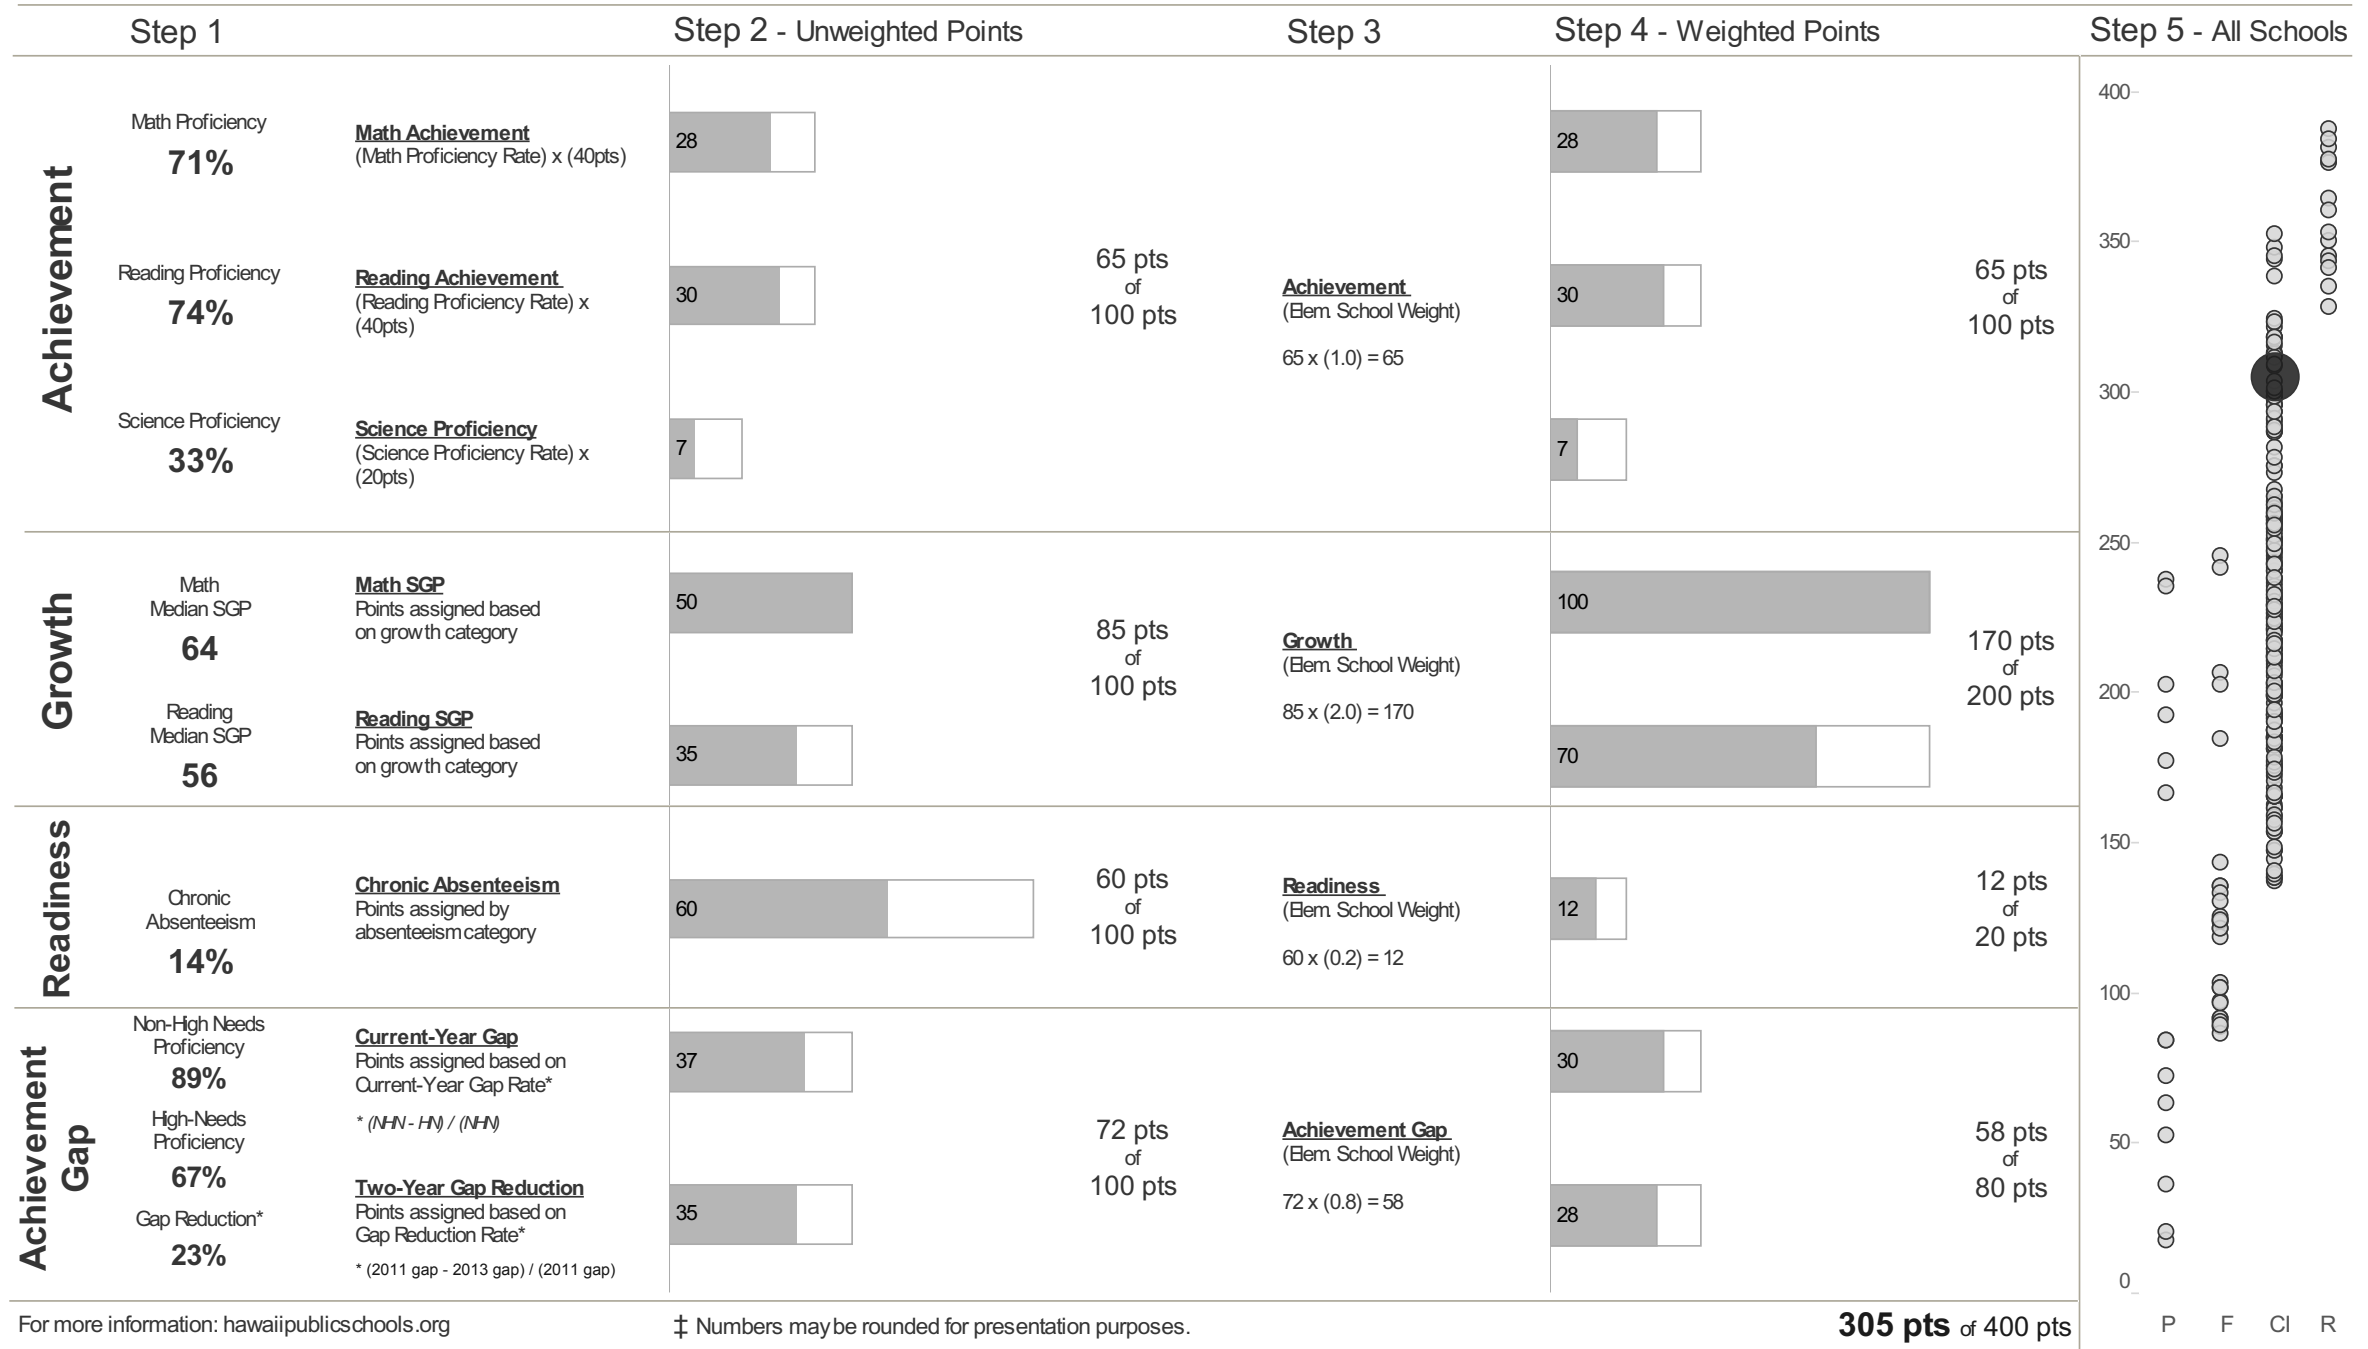 Step 1
Step 2 - Unweighted Points
Step 3
Step 4 - Weighted Points
Step 5 - All Schools
Achievement
Math Proficiency
71%
Math Achievement
(Math Proficiency Rate) x (40pts)
28
28
Reading Proficiency
74%
Reading Achievement
(Reading Proficiency Rate) x
(40pts)
30
65 pts
of
100 pts
Achievement
(Elem. School Weight)
65 x (1.0) = 65
30
65 pts
of
100 pts
Science Proficiency
33%
Science Proficiency
(Science Proficiency Rate) x
(20pts)
7
7
Growth
Math
Median SGP
64
Math SGP
Points assigned based
on growth category
50
85 pts
of
100 pts
Growth
(Elem. School Weight)
85 x (2.0) = 170
100
170 pts
of
200 pts
Reading
Median SGP
56
Reading SGP
Points assigned based
on growth category
35
70
Readiness
Chronic
Absenteeism
14%
Chronic Absenteeism
Points assigned by
absenteeism category
60
60 pts
of
100 pts
Readiness
(Elem. School Weight)
60 x (0.2) = 12
12
12 pts
of
20 pts
Achievement
Gap
Non-High Needs
Proficiency
89%
High-Needs
Proficiency
67%
Gap Reduction*
23%
Current-Year Gap
Points assigned based on
Current-Year Gap Rate*
* (NHN - HN) / (NHN)
Two-Year Gap Reduction
Points assigned based on
Gap Reduction Rate*
* (2011 gap - 2013 gap) / (2011 gap)
37
35
72 pts
of
100 pts
Achievement Gap
(Elem. School Weight)
72 x (0.8) = 58
30
28
58 pts
of
80 pts
400
350
300
250
200
150
100
50
0
P F CI R
For more information: hawaiipublicschools.org
‡ Numbers may be rounded for presentation purposes.
305 pts of 400 pts